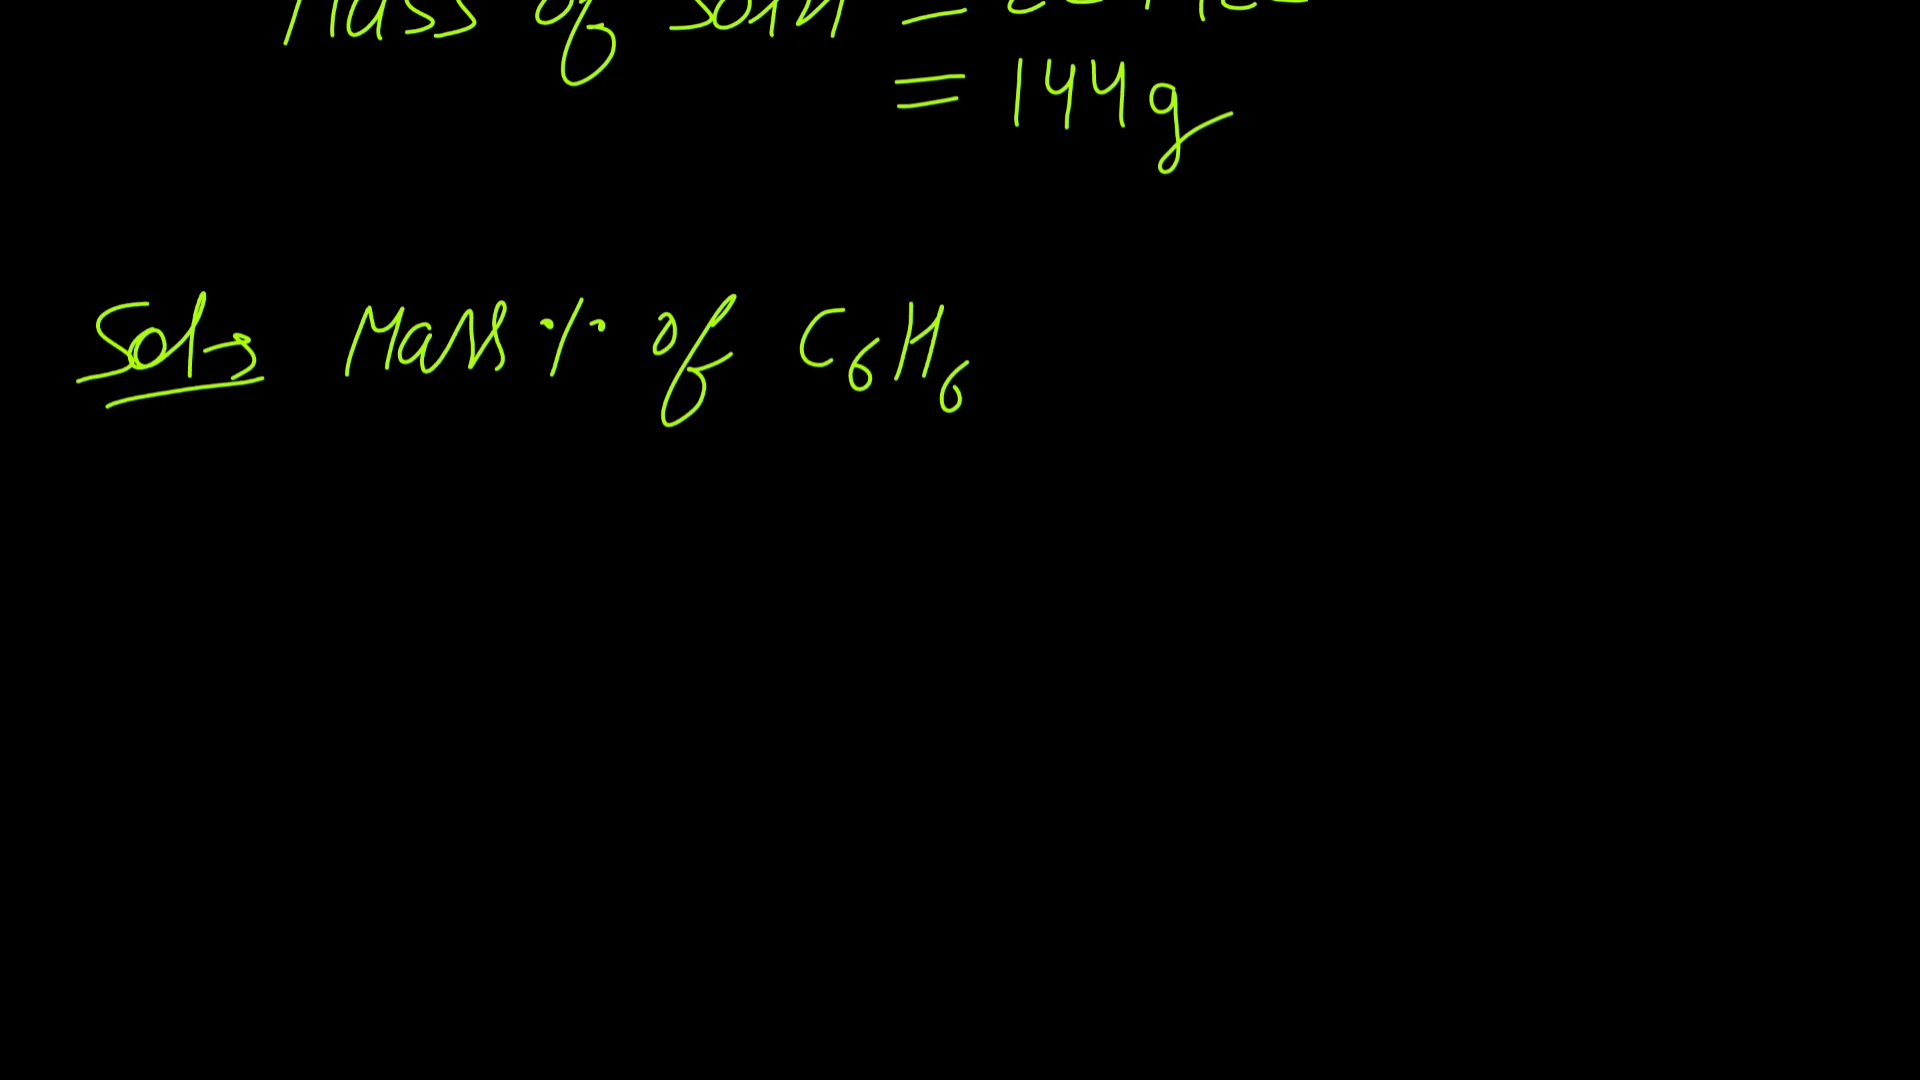 Mass of soln =
= 144g
Sol→ Mass % of C₆H₆